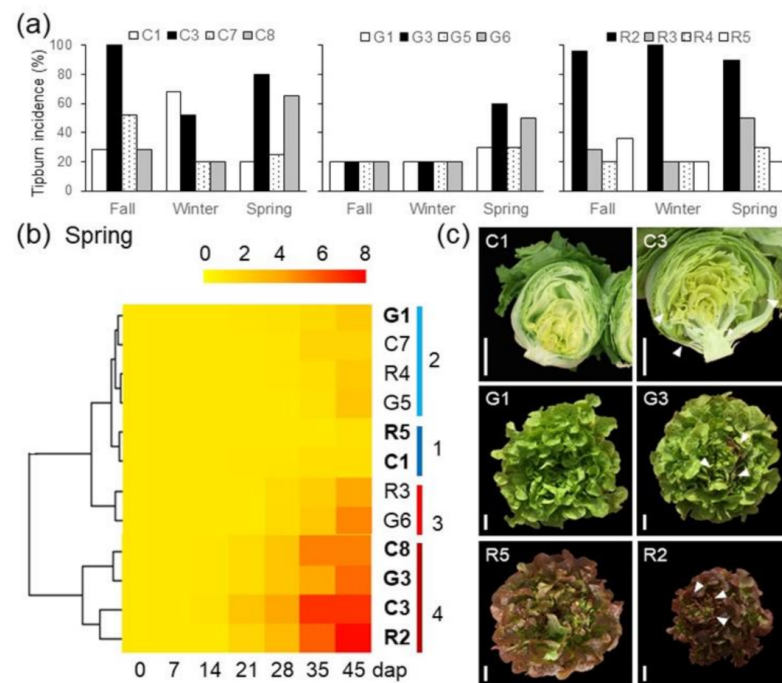 (a)
C1 C3 C7 C8
G1 G3 G5 G6
R2 R3 R4 R5
Tipburn incidence (%)
100
80
60
40
20
0
Fall Winter Spring
Fall Winter Spring
Fall Winter Spring
(b) Spring
0 2 4 6 8
G1
C7
R4
G5
2
R5
C1
1
R3
G6
3
C8
G3
C3
R2
4
0 7 14 21 28 35 45 dap
(c)
C1
C3
G1
G3
R5
R2